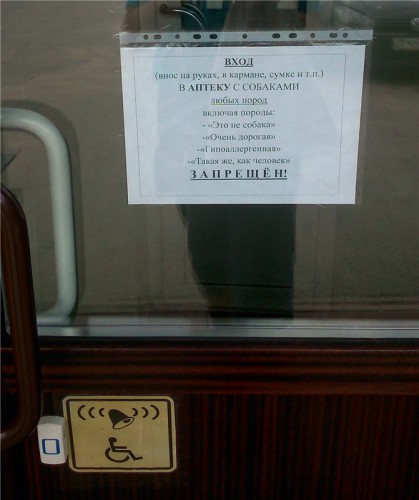 ВХОД
(внос на руках, в кармане, сумке и т.п.)
В АПТЕКУ С СОБАКАМИ
любых пород
включая породы:
- «Это не собака»
-«Очень дорогая»
-«Гипоаллергенная»
-«Такая же, как человек»
ЗАПРЕЩЁН!